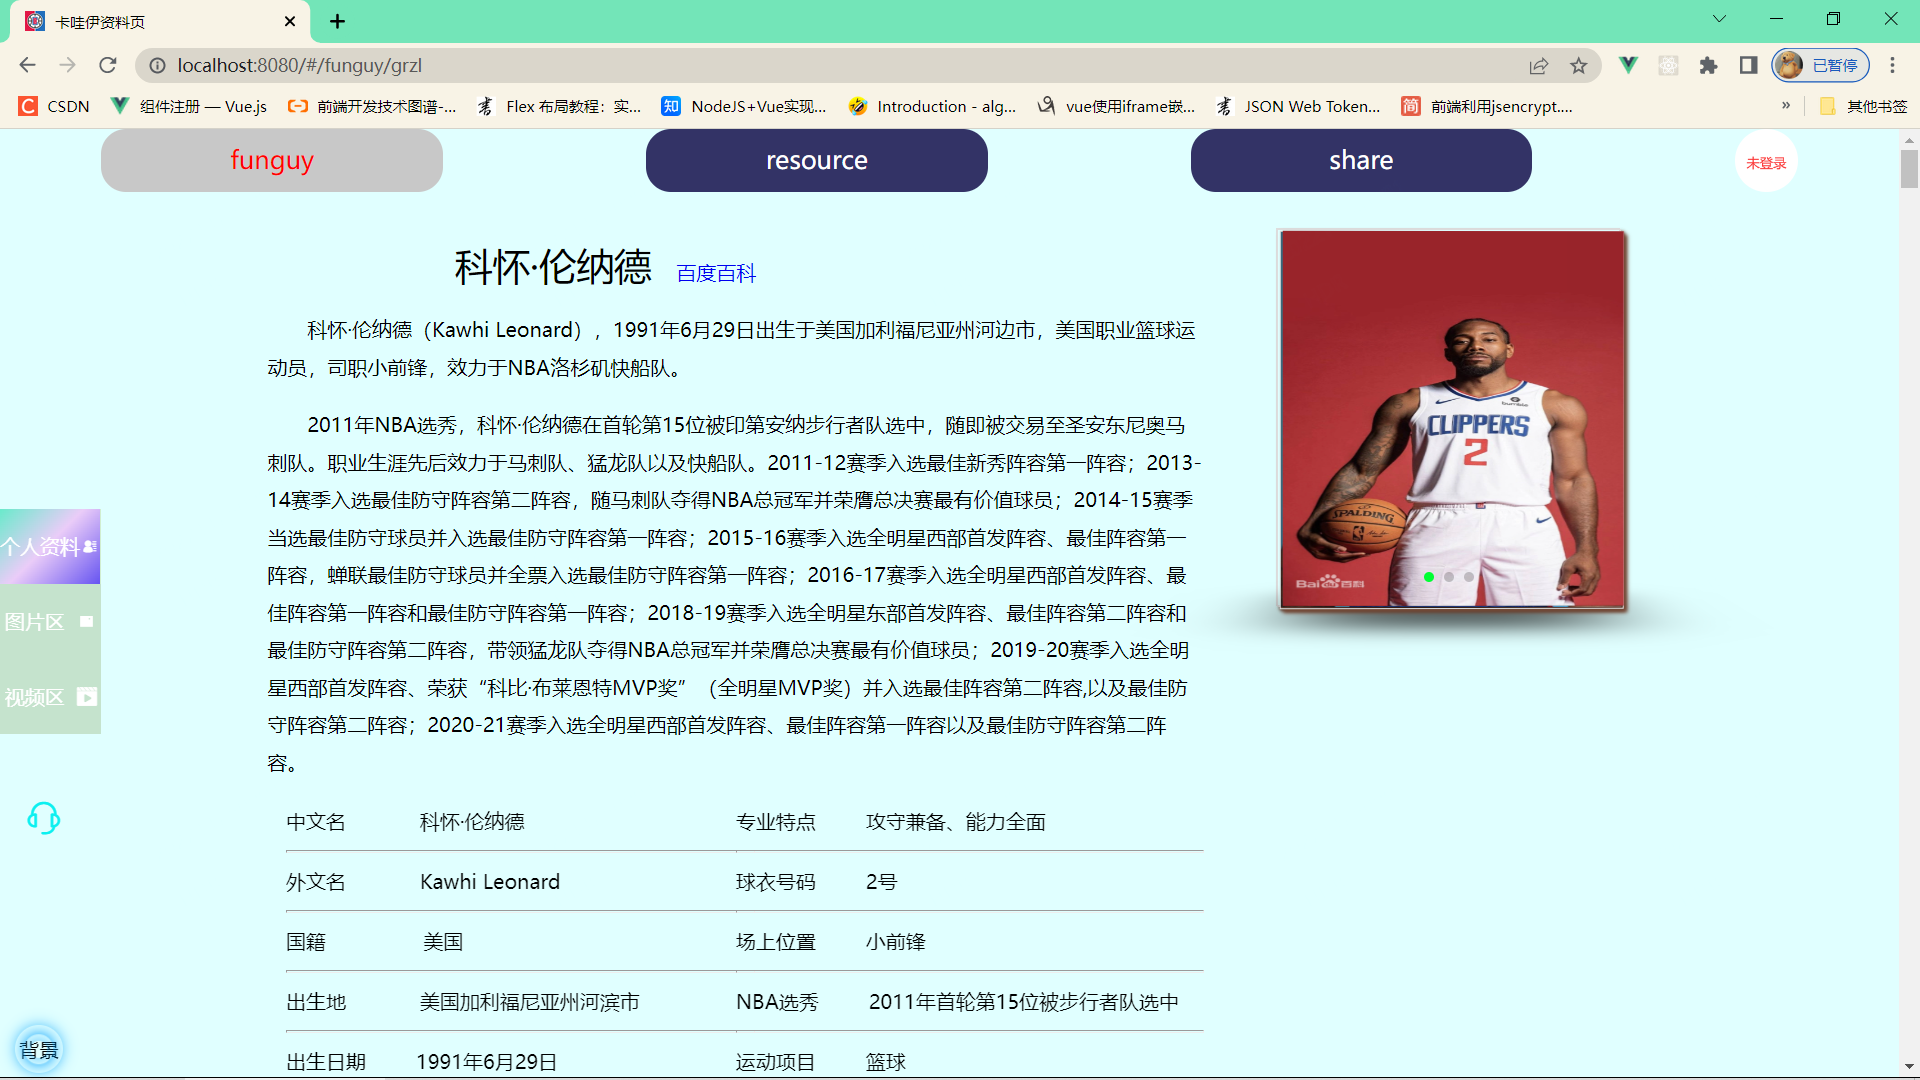 卡哇伊资料页
localhost:8080/#/funguy/grzl
已暂停
CSDN
组件注册 — Vue.js
前端开发技术图谱-...
Flex 布局教程：实...
NodeJS+Vue实现...
Introduction - alg...
vue使用iframe嵌...
JSON Web Token...
前端利用jsencrypt....
»
其他书签
funguy
resource
share
未登录
科怀·伦纳德
百度百科
科怀·伦纳德（Kawhi Leonard），1991年6月29日出生于美国加利福尼亚州河边市，美国职业篮球运
动员，司职小前锋，效力于NBA洛杉矶快船队。
2011年NBA选秀，科怀·伦纳德在首轮第15位被印第安纳步行者队选中，随即被交易至圣安东尼奥马
刺队。职业生涯先后效力于马刺队、猛龙队以及快船队。2011-12赛季入选最佳新秀阵容第一阵容；2013-
14赛季入选最佳防守阵容第二阵容，随马刺队夺得NBA总冠军并荣膺总决赛最有价值球员；2014-15赛季
当选最佳防守球员并入选最佳防守阵容第一阵容；2015-16赛季入选全明星西部首发阵容、最佳阵容第一
阵容，蝉联最佳防守球员并全票入选最佳防守阵容第一阵容；2016-17赛季入选全明星西部首发阵容、最
佳阵容第一阵容和最佳防守阵容第一阵容；2018-19赛季入选全明星东部首发阵容、最佳阵容第二阵容和
最佳防守阵容第二阵容，带领猛龙队夺得NBA总冠军并荣膺总决赛最有价值球员；2019-20赛季入选全明
星西部首发阵容、荣获“科比·布莱恩特MVP奖”（全明星MVP奖）并入选最佳阵容第二阵容,以及最佳防
守阵容第二阵容；2020-21赛季入选全明星西部首发阵容、最佳阵容第一阵容以及最佳防守阵容第二阵
容。
bumble
CLIPPERS
2
SPALDING
Bai百科
个人资料
图片区
视频区
中文名 科怀·伦纳德 专业特点 攻守兼备、能力全面
外文名 Kawhi Leonard 球衣号码 2号
国籍 美国 场上位置 小前锋
出生地 美国加利福尼亚州河滨市 NBA选秀 2011年首轮第15位被步行者队选中
出生日期 1991年6月29日 运动项目 篮球
背景